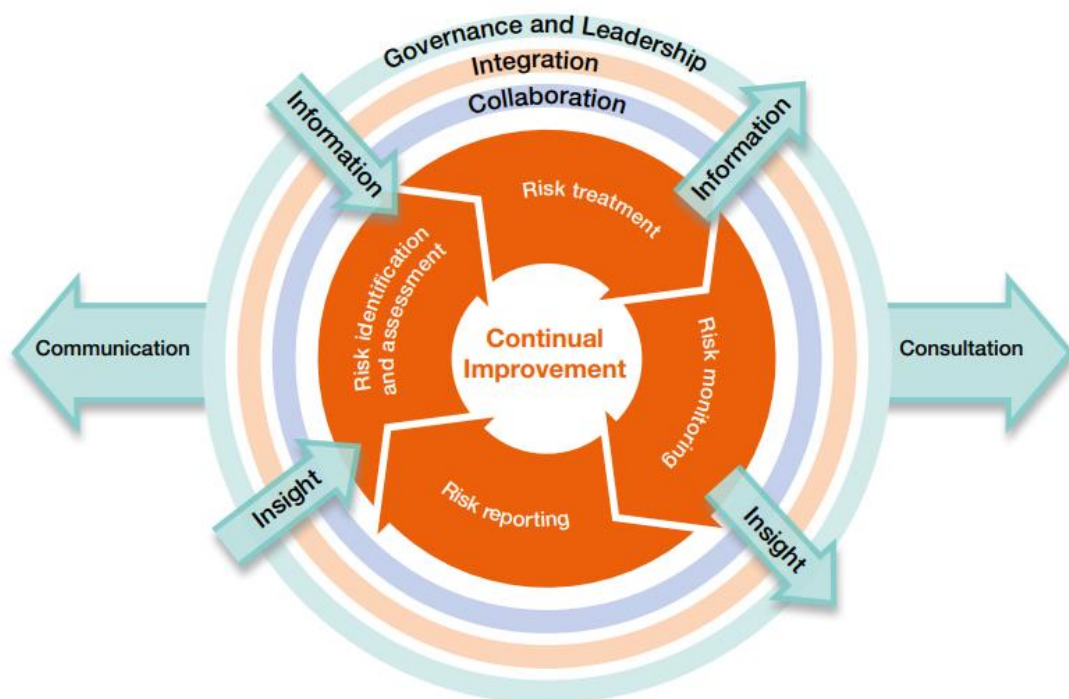 Governance and Leadership
Integration
Collaboration
Information
Information
Risk treatment
Risk identification
and assessment
Continual
Improvement
Risk monitoring
Communication
Consultation
Risk reporting
Insight
Insight